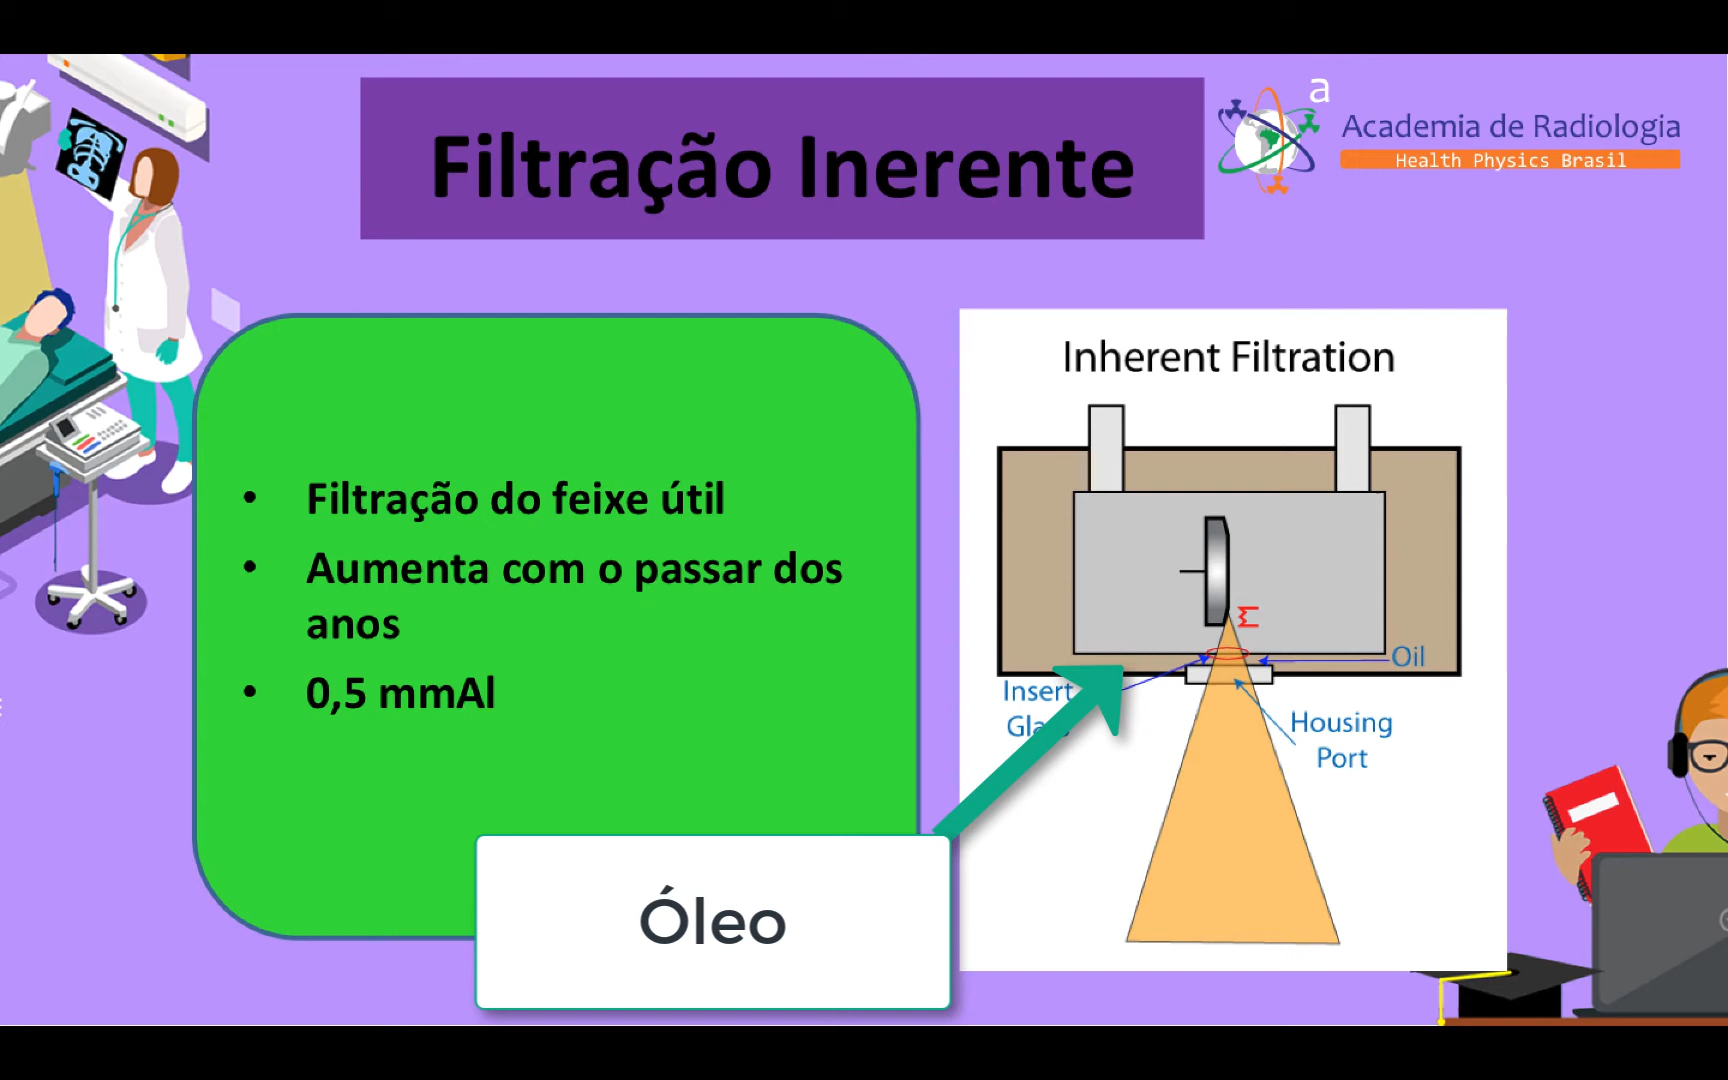 a
Academia de Radiologia
Health Physics Brasil
Filtração Inerente
• Filtração do feixe útil
• Aumenta com o passar dos
anos
• 0,5 mmAl
Óleo
Inherent Filtration
Oil
Insert
Housing
Port